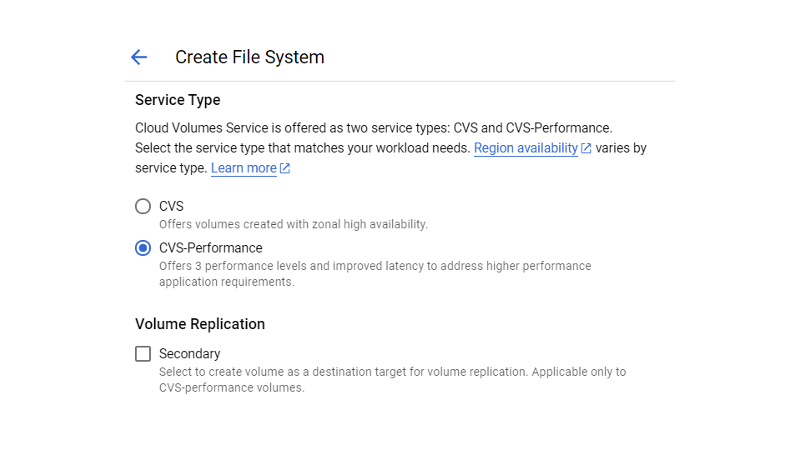 Create File System
Service Type
Cloud Volumes Service is offered as two service types: CVS and CVS-Performance.
Select the service type that matches your workload needs. Region availability varies by
service type. Learn more
CVS
Offers volumes created with zonal high availability.
CVS-Performance
Offers 3 performance levels and improved latency to address higher performance
application requirements.
Volume Replication
Secondary
Select to create volume as a destination target for volume replication. Applicable only to
CVS-performance volumes.